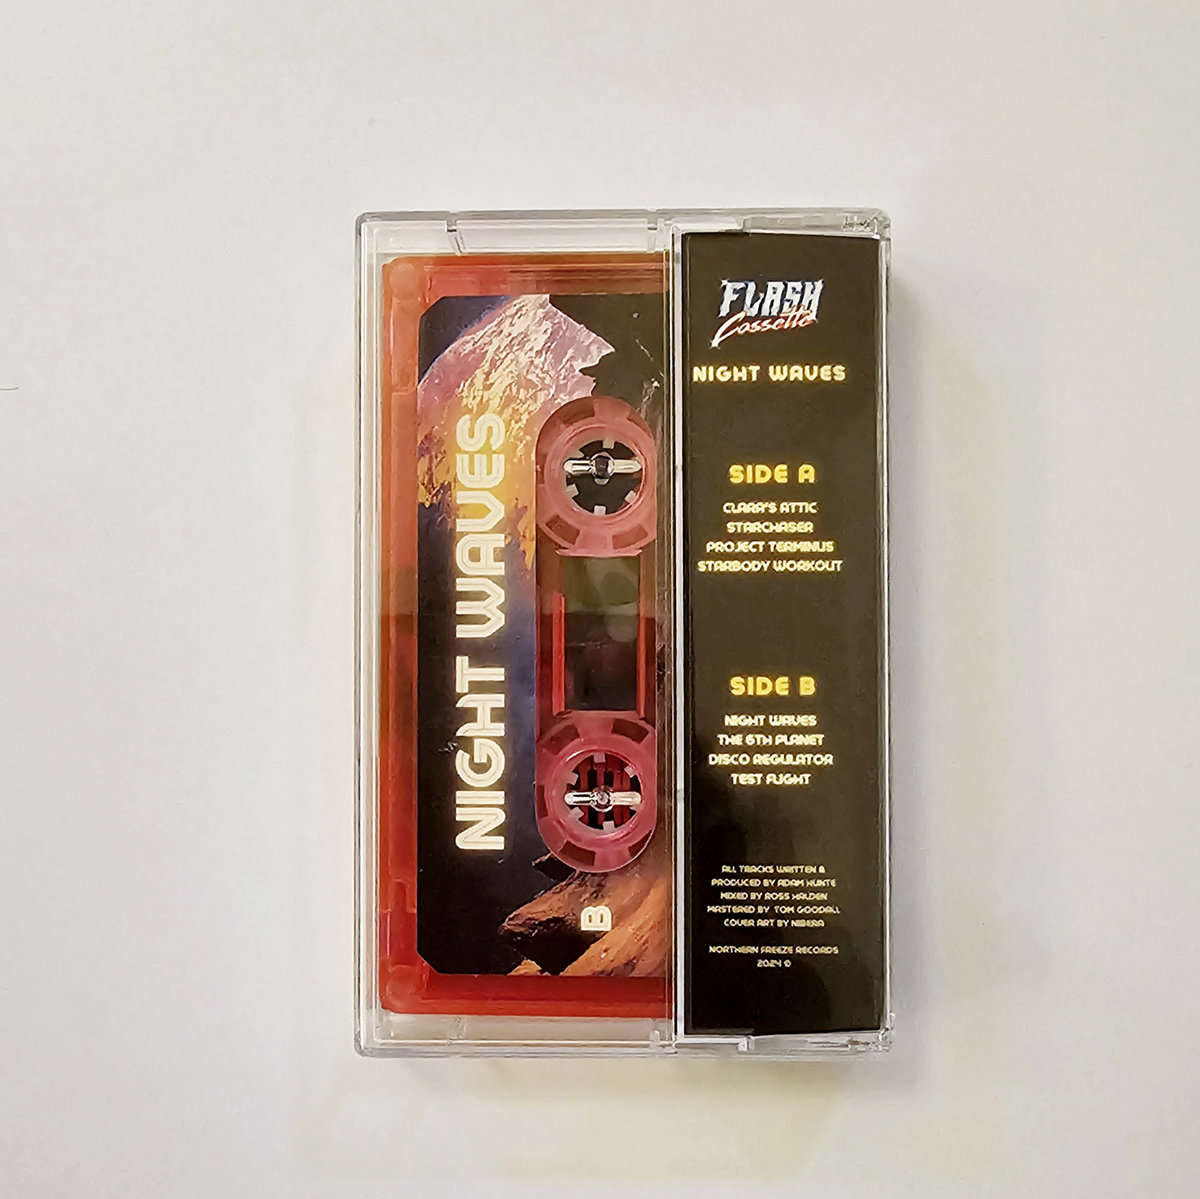 NIGHT WAVES
B
FLASH
Cassette
NIGHT WAVES
SIDE A
CLARA'S ATTIC
STARCHASER
PROJECT TERMINUS
STARBODY WORKOUT
SIDE B
NIGHT WAVES
THE 6TH PLANET
DISCO REGULATOR
TEST FLIGHT
ALL TRACKS WRITTEN &
PRODUCED BY ADAM HUNTE
MIXED BY ROSS HALDEN
MASTERED BY TOM GOODALL
COVER ART BY NIBERA
NORTHERN FREEZE RECORDS
2024 ©